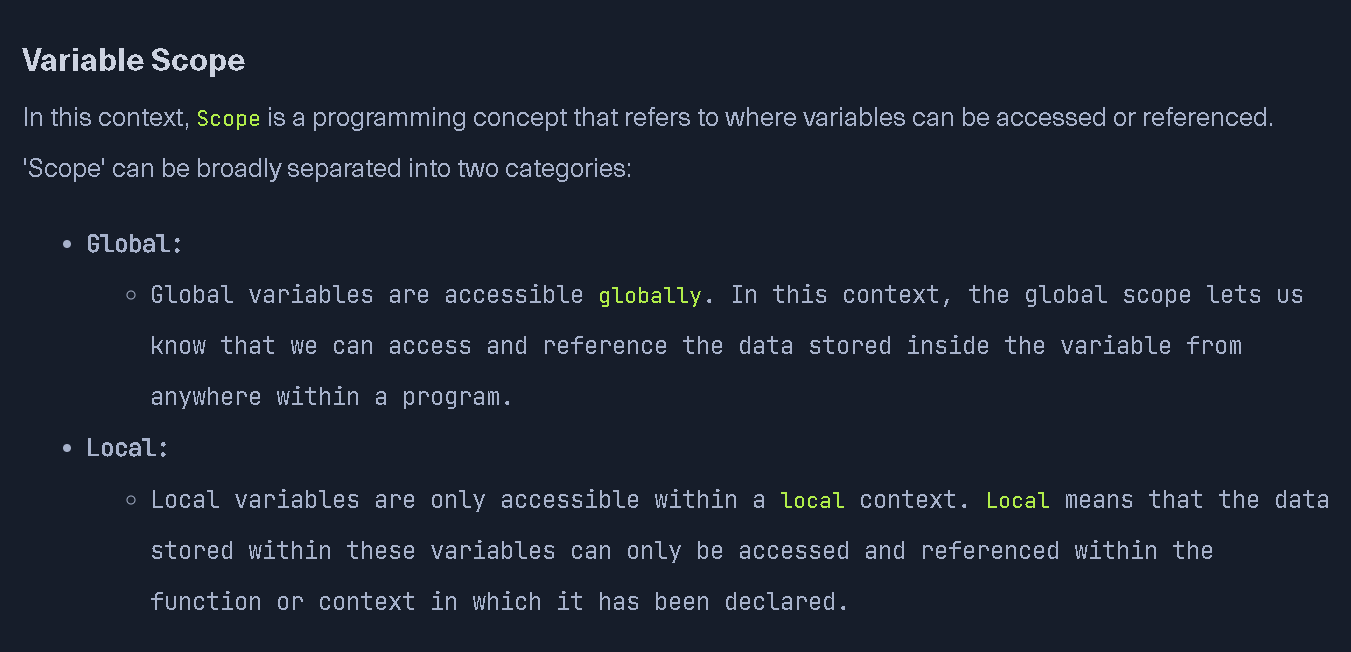 Variable Scope
In this context, Scope is a programming concept that refers to where variables can be accessed or referenced.
'Scope' can be broadly separated into two categories:
• Global:
○ Global variables are accessible globally. In this context, the global scope lets us
know that we can access and reference the data stored inside the variable from
anywhere within a program.
• Local:
○ Local variables are only accessible within a local context. Local means that the data
stored within these variables can only be accessed and referenced within the
function or context in which it has been declared.